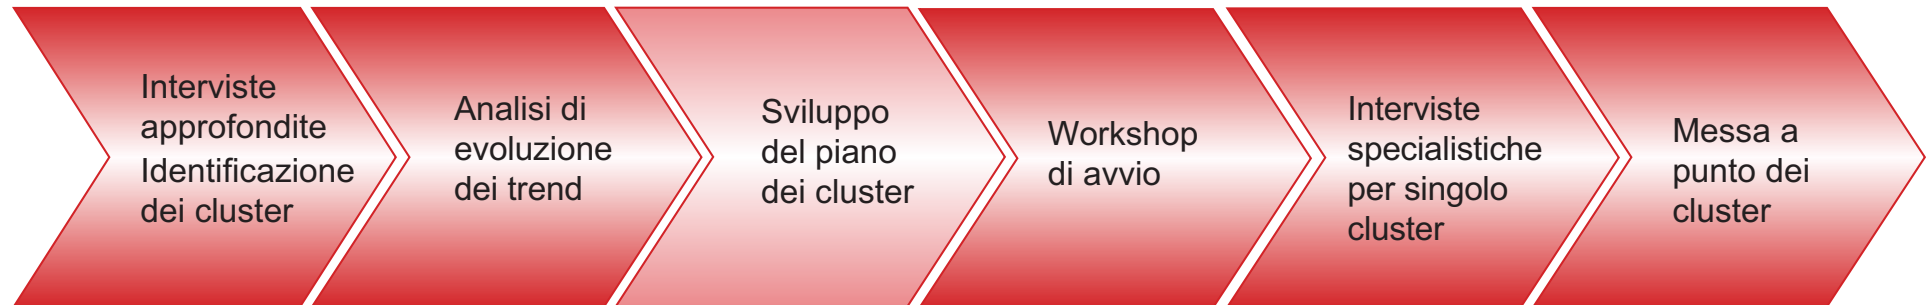 Interviste
approfondite
Identificazione
dei cluster
Analisi di
evoluzione
dei trend
Sviluppo
del piano
dei cluster
Workshop
di avvio
Interviste
specialistiche
per singolo
cluster
Messa a
punto dei
cluster